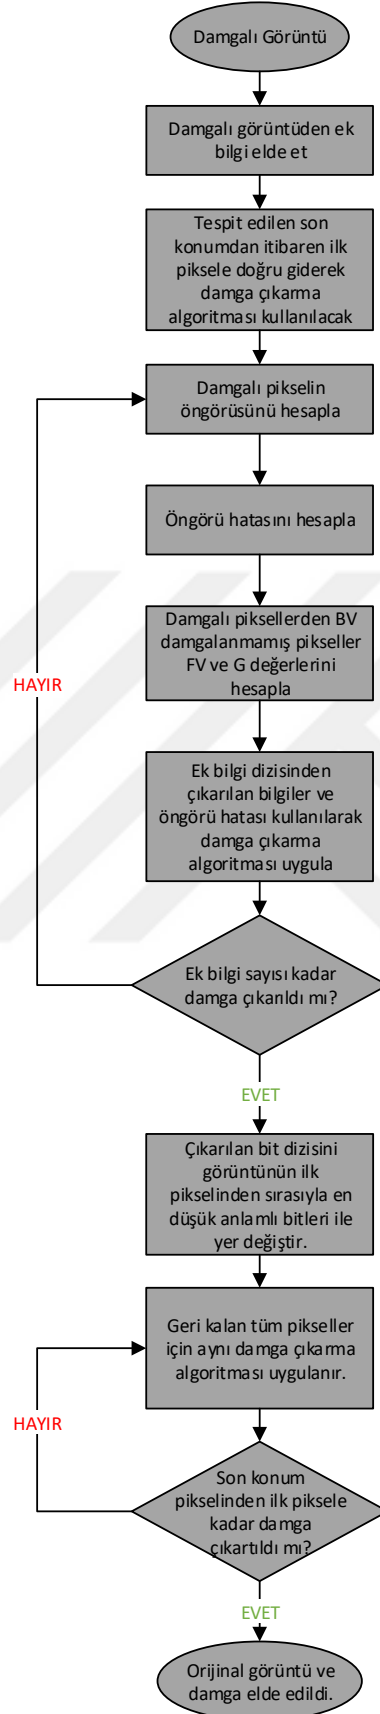 Damgalı Görüntü
Damgalı görüntüden ek
bilgi elde et
Tespit edilen son
konumdan itibaren ilk
piksele doğru giderek
damga çıkarma
algoritması kullanılacak
Damgalı pikselin
öngörüsünü hesapla
Öngörü hatasını hesapla
Damgalı piksellerden BV
damgalanmamış pikseller
FV ve G değerlerini
hesapla
HAYIR
Ek bilgi dizisinden
çıkarılan bilgiler ve
öngörü hatası kullanılarak
damga çıkarma
algoritması uygula
Ek bilgi sayısı kadar
damga çıkarıldı mı?
EVET
Çıkarılan bit dizisini
görüntünün ilk
pikselinden sırasıyla en
düşük anlamlı bitleri ile
yer değiştir.
Geri kalan tüm pikseller
için aynı damga çıkarma
algoritması uygulanır.
HAYIR
Son konum
pikselinden ilk piksele
kadar damga
çıkartıldı mı?
EVET
Orijinal görüntü ve
damga elde edildi.